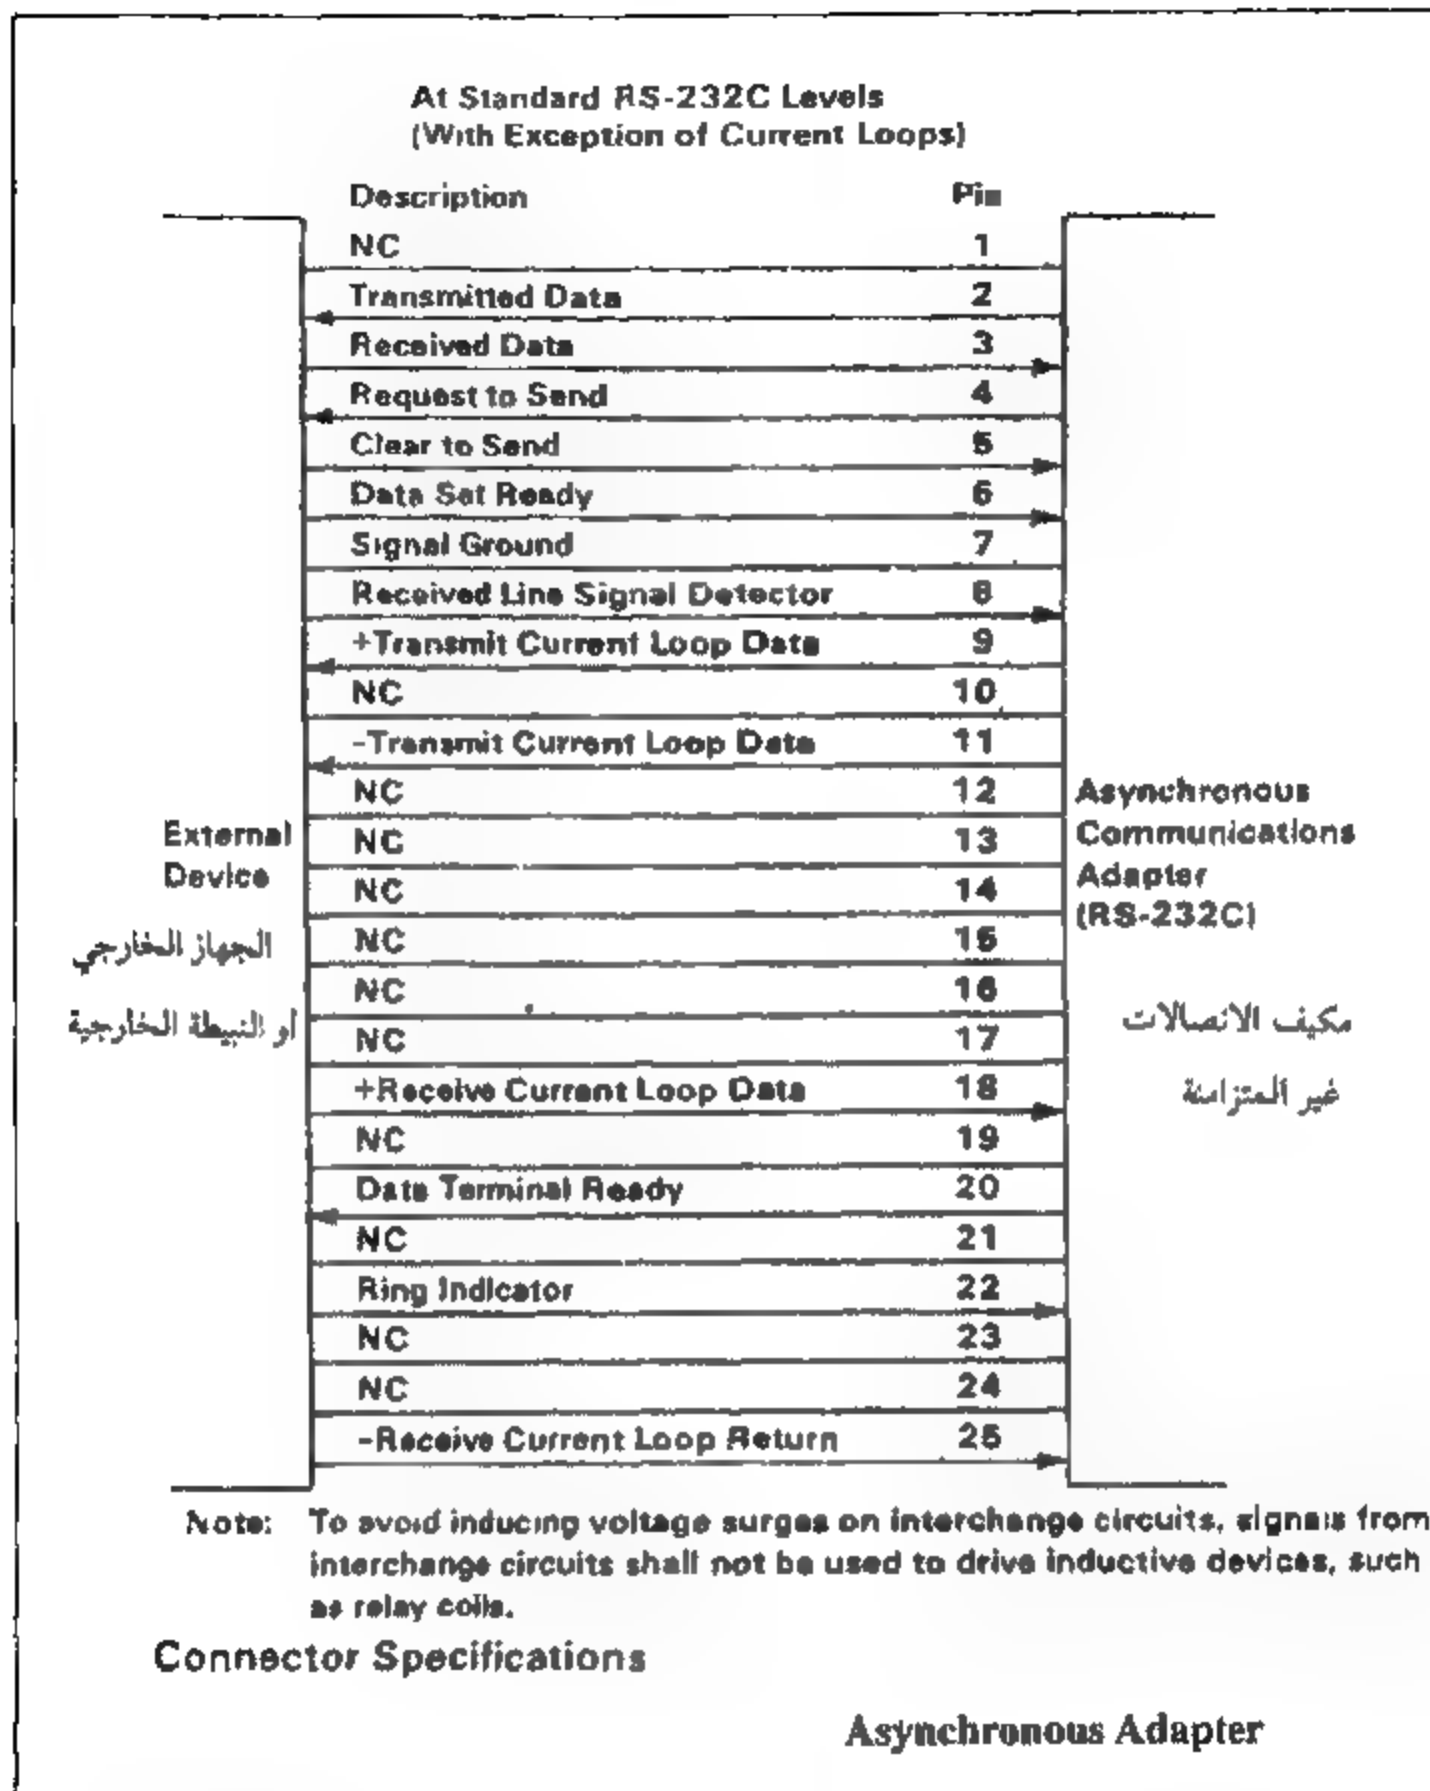 At Standard RS-232C Levels
(With Exception of Current Loops)
Description Pin
NC 1
Transmitted Data 2
Received Data 3
Request to Send 4
Clear to Send 5
Data Set Ready 6
Signal Ground 7
Received Line Signal Detector 8
+Transmit Current Loop Data 9
NC 10
-Transmit Current Loop Data 11
NC 12
NC 13
NC 14
NC 15
NC 16
NC 17
+Receive Current Loop Data 18
NC 19
Data Terminal Ready 20
NC 21
Ring Indicator 22
NC 23
NC 24
-Receive Current Loop Return 25
External
Device
الجهاز الخارجي
أو النبيطة الخارجية
Asynchronous
Communications
Adapter
(RS-232C)
مكيف الاتصالات
غير المتزامنة
Note: To avoid inducing voltage surges on interchange circuits, signals from
interchange circuits shall not be used to drive inductive devices, such
as relay coils.
Connector Specifications
Asynchronous Adapter